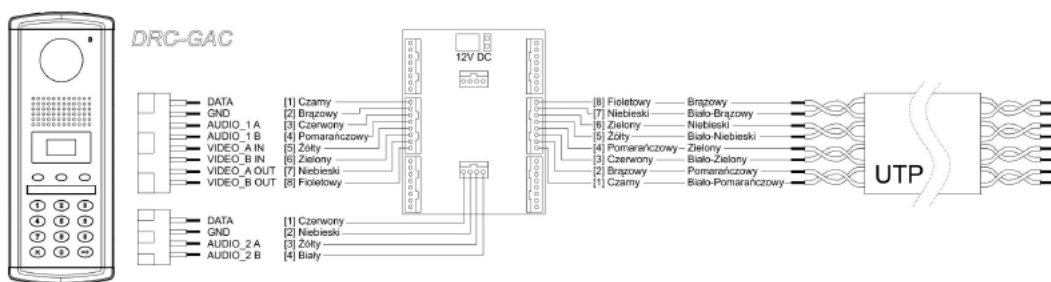 DRC-GAC
12V DC
DATA [1] Czarny
GND [2] Brązowy
AUDIO_1 A [3] Czerwony
AUDIO_1 B [4] Pomarańczowy
VIDEO_A IN [5] Żółty
VIDEO_B IN [6] Zielony
VIDEO_A OUT [7] Niebieski
VIDEO_B OUT [8] Fioletowy
DATA [1] Czerwony
GND [2] Niebieski
AUDIO_2 A [3] Żółty
AUDIO_2 B [4] Biały
[8] Fioletowy Brązowy
[7] Niebieski Biało-Brązowy
[6] Zielony Niebieski
[5] Żółty Biało-Niebieski
[4] Pomarańczowy Zielony
[3] Czerwony Biało-Zielony
[2] Brązowy Pomarańczowy
[1] Czarny Biało-Pomarańczowy
UTP